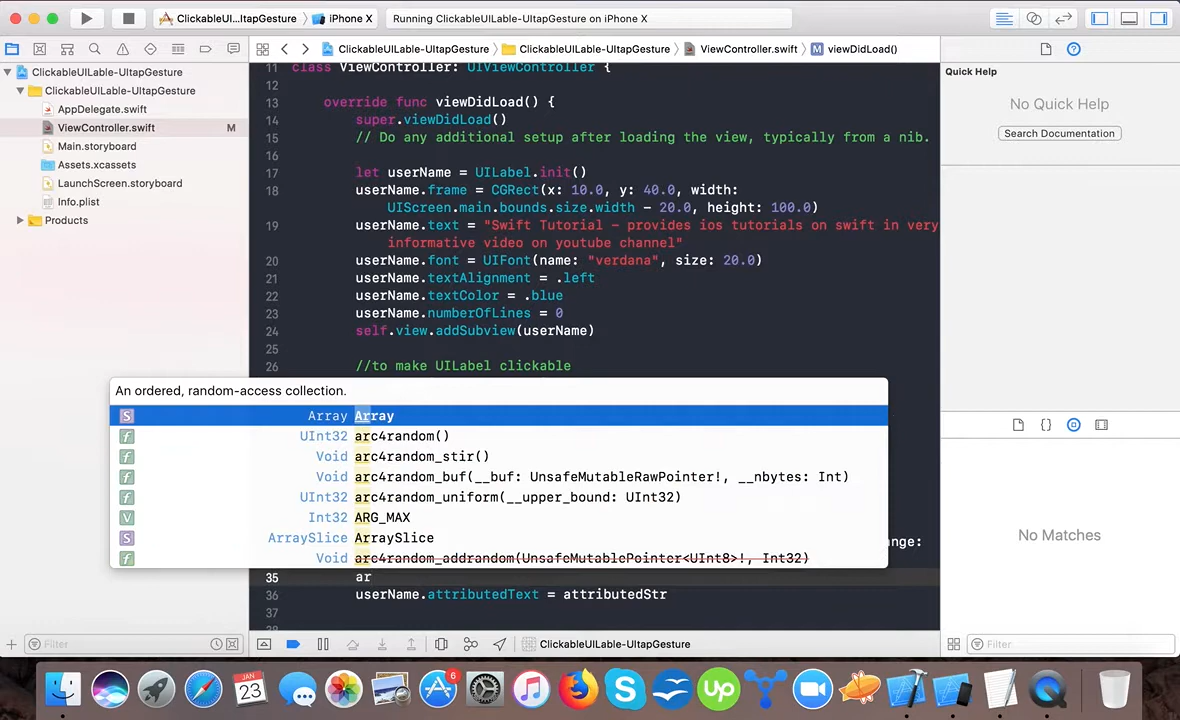 ClickableUI...ItapGesture
iPhone X
Running ClickableUILable-UItapGesture on iPhone X
ClickableUILable-UItapGesture
ClickableUILable-UItapGesture
ViewController.swift
viewDidLoad()
ClickableUILable-UItapGesture
ClickableUILable-UItapGesture
AppDelegate.swift
ViewController.swift M
Main.storyboard
Assets.xcassets
LaunchScreen.storyboard
Info.plist
Products
Filter
11 class ViewController: UIViewController {
12
13 override func viewDidLoad() {
14 super.viewDidLoad()
15 // Do any additional setup after loading the view, typically from a nib.
16
17 let userName = UILabel.init()
18 userName.frame = CGRect(x: 10.0, y: 40.0, width:
UIScreen.main.bounds.size.width - 20.0, height: 100.0)
19 userName.text = "Swift Tutorial - provides ios tutorials on swift in very
informative video on youtube channel"
20 userName.font = UIFont(name: "verdana", size: 20.0)
21 userName.textAlignment = .left
22 userName.textColor = .blue
23 userName.numberOfLines = 0
24 self.view.addSubview(userName)
25
26 //to make UILabel clickable
An ordered, random-access collection.
S Array Array
f UInt32 arc4random()
f Void arc4random_stir()
f Void arc4random_buf(__buf: UnsafeMutableRawPointer!, __nbytes: Int)
f UInt32 arc4random_uniform(__upper_bound: UInt32)
V Int32 ARG_MAX
S ArraySlice ArraySlice
f Void arc4random_addrandom(UnsafeMutablePointer<UInt8>!, Int32)
ange:
35 ar
36 userName.attributedText = attributedStr
37
ClickableUILable-UItapGesture
Quick Help
No Quick Help
Search Documentation
No Matches
Filter
JAN
23
6
Up